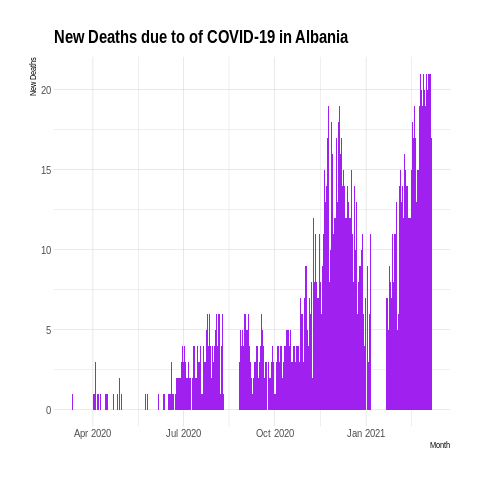 New Deaths due to of COVID-19 in Albania
New Deaths
20
15
10
5
0
Apr 2020
Jul 2020
Oct 2020
Jan 2021
Month